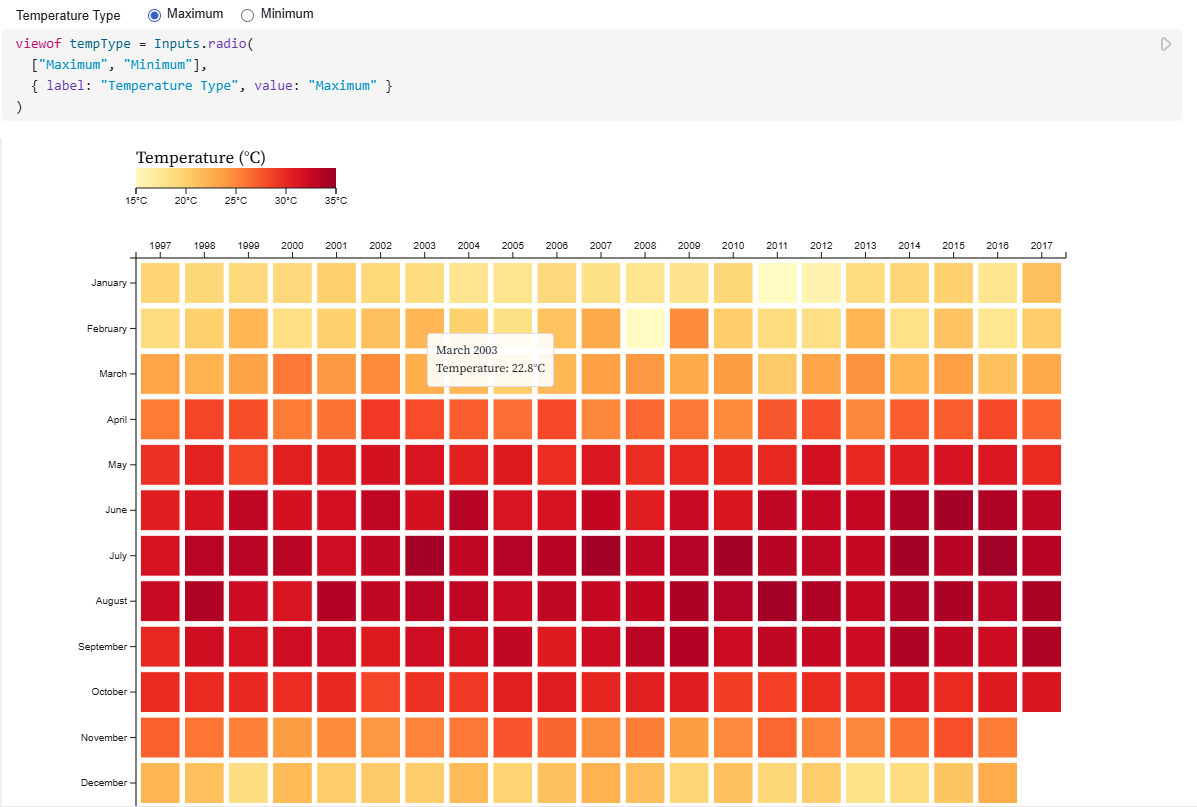 Temperature Type Maximum Minimum
viewof tempType = Inputs.radio(
["Maximum", "Minimum"],
{ label: "Temperature Type", value: "Maximum" }
)
Temperature (°C)
15°C 20°C 25°C 30°C 35°C
1997 1998 1999 2000 2001 2002 2003 2004 2005 2006 2007 2008 2009 2010 2011 2012 2013 2014 2015 2016 2017
January
February
March 2003
Temperature: 22.8°C
March
April
May
June
July
August
September
October
November
December